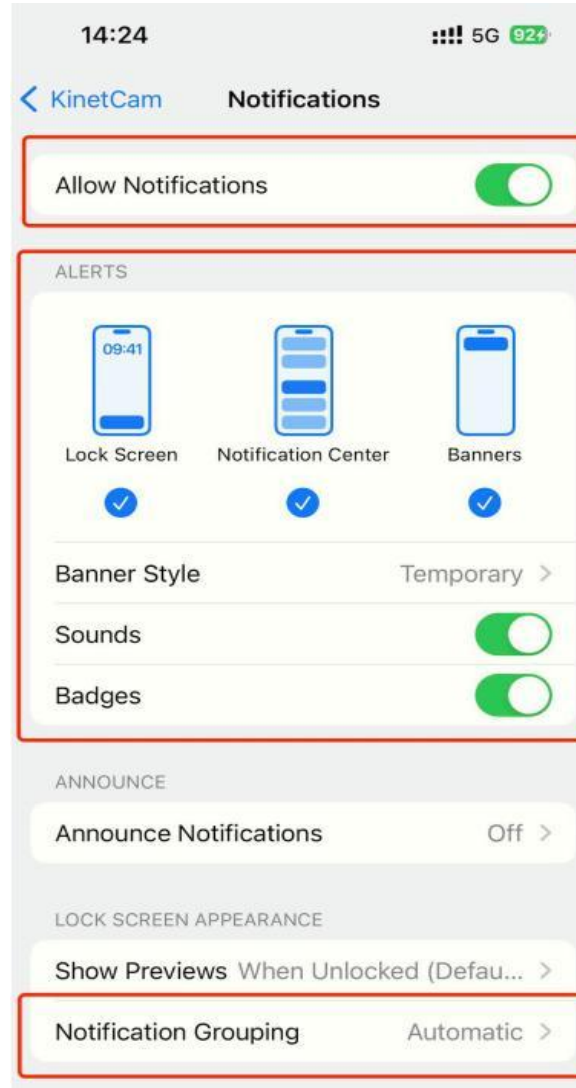 14:24 5G 92
KinetCam Notifications
Allow Notifications
ALERTS
09:41
Lock Screen Notification Center Banners
Banner Style Temporary
Sounds
Badges
ANNOUNCE
Announce Notifications Off
LOCK SCREEN APPEARANCE
Show Previews When Unlocked (Defau...
Notification Grouping Automatic